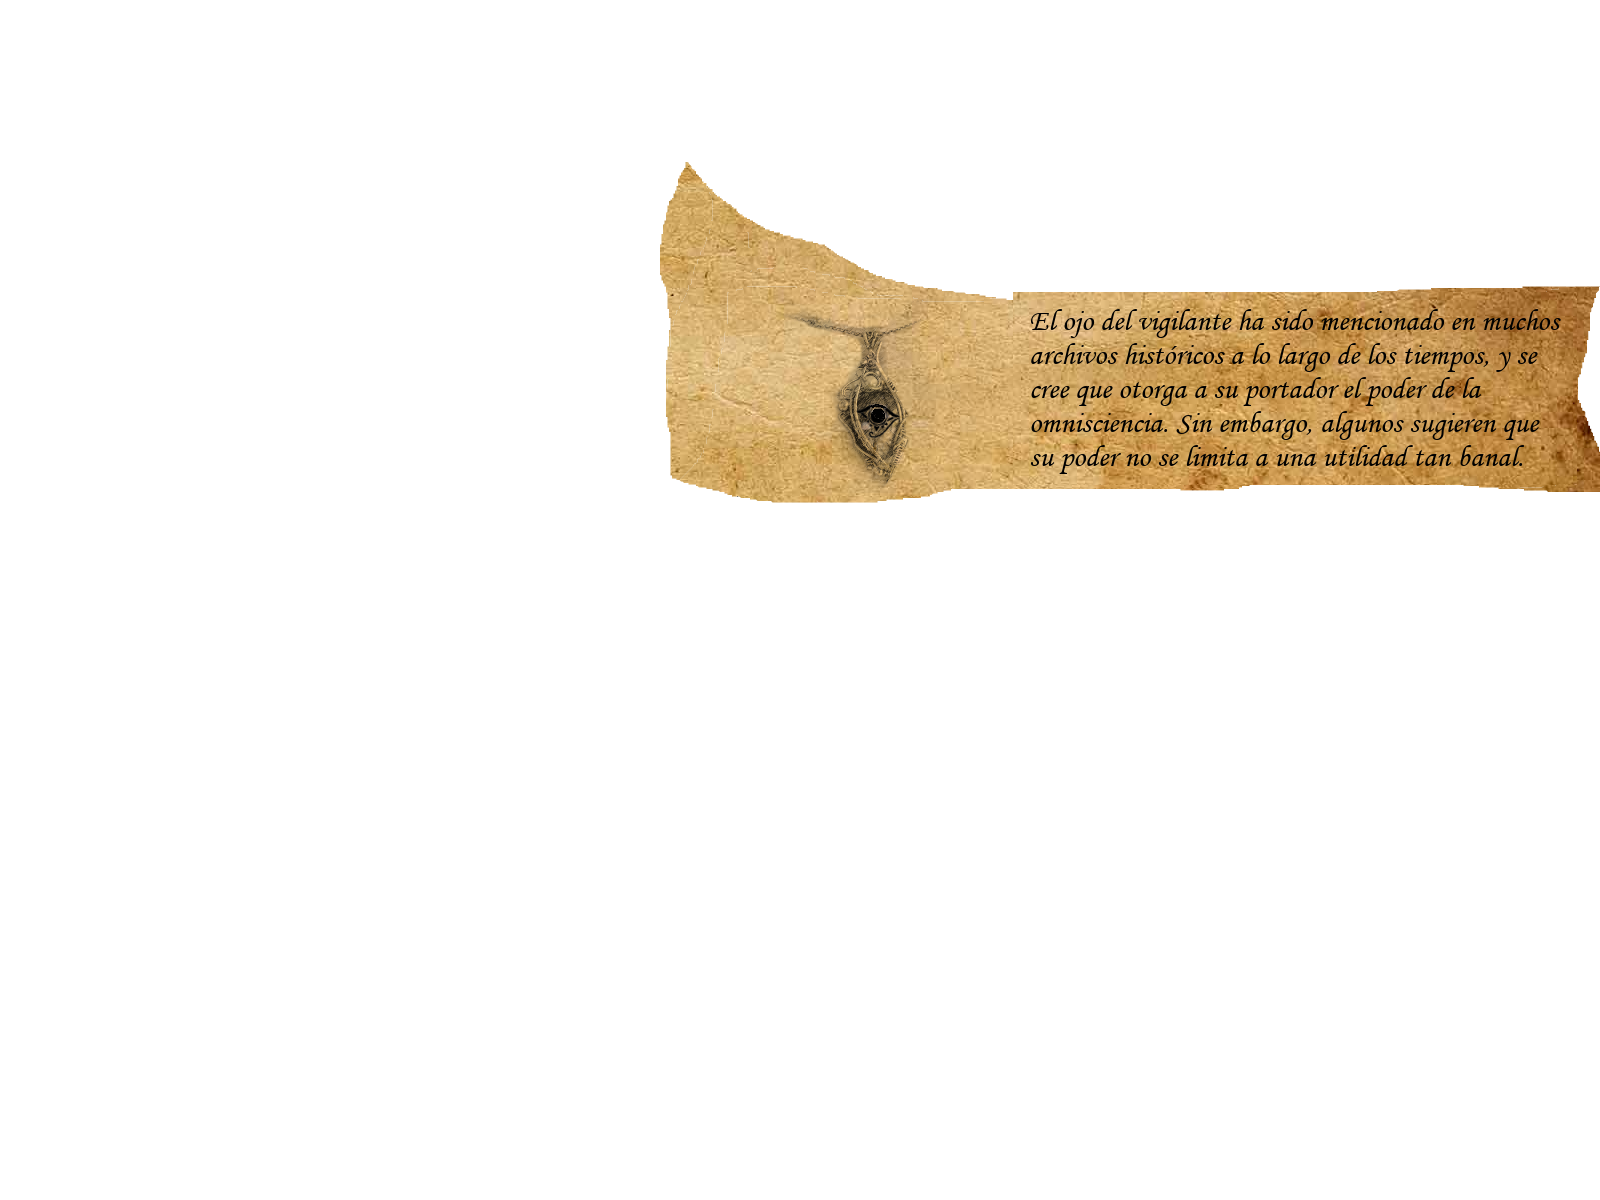 El ojo del vigilante ha sido mencionado en muchos
archivos históricos a lo largo de los tiempos, y se
cree que otorga a su portador el poder de la
omnisciencia. Sin embargo, algunos sugieren que
su poder no se limita a una utilidad tan banal.